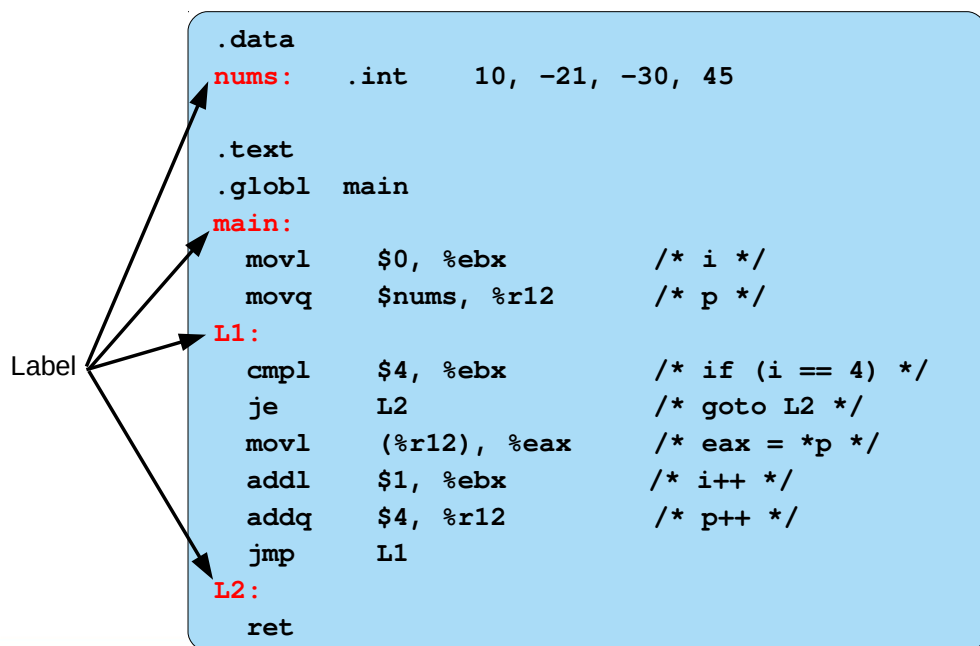 .data
nums: .int 10, -21, -30, 45
.text
.globl main
main:
movl $0, %ebx /* i */
movq $nums, %r12 /* p */
L1:
Label
cmpl $4, %ebx /* if (i == 4) */
je L2 /* goto L2 */
movl (%r12), %eax /* eax = *p */
addl $1, %ebx /* i++ */
addq $4, %r12 /* p++ */
jmp L1
L2:
ret